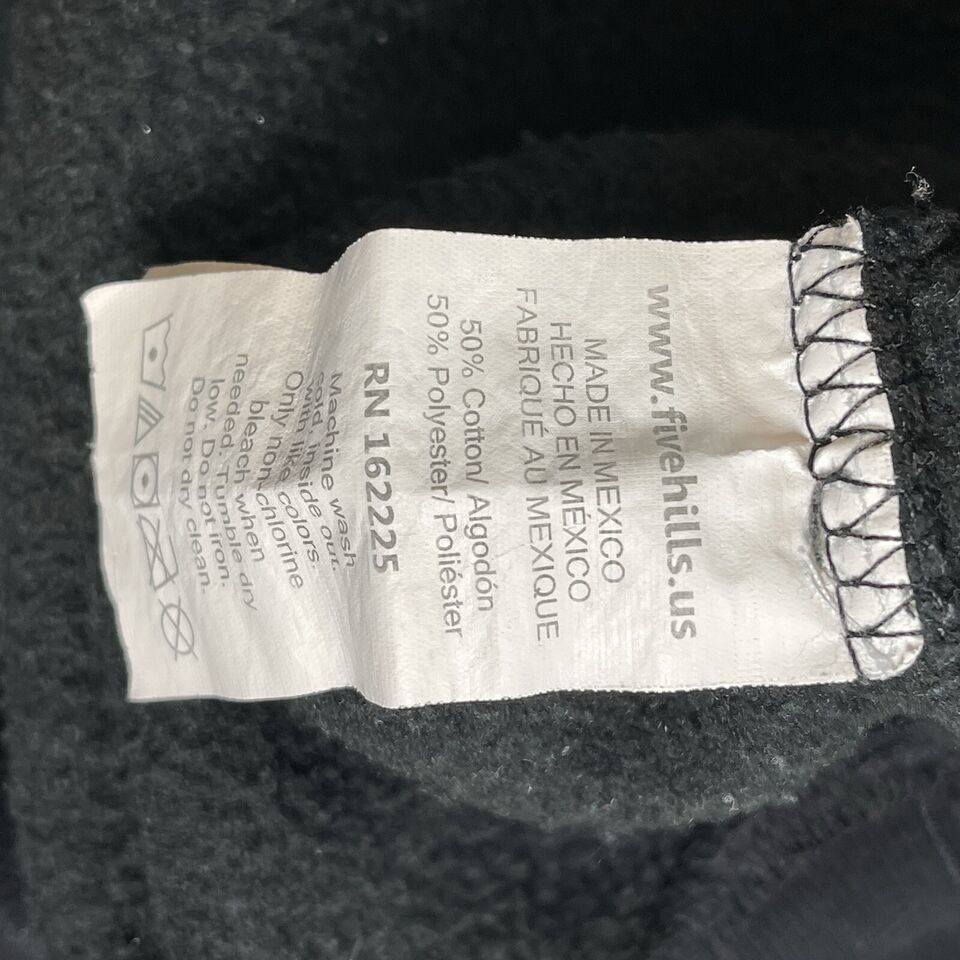 www.fivehills.us
MADE IN MEXICO
HECHO EN MÉXICO
FABRIQUÉ AU MEXIQUE
50% Cotton/ Algodón
50% Polyester/ Poliéster
RN 162225
Machine wash
cold, inside out.
with, like colors.
Only non chlorine
bleach when
needed. Tumble dry
low. Do not iron.
Do not dry clean.